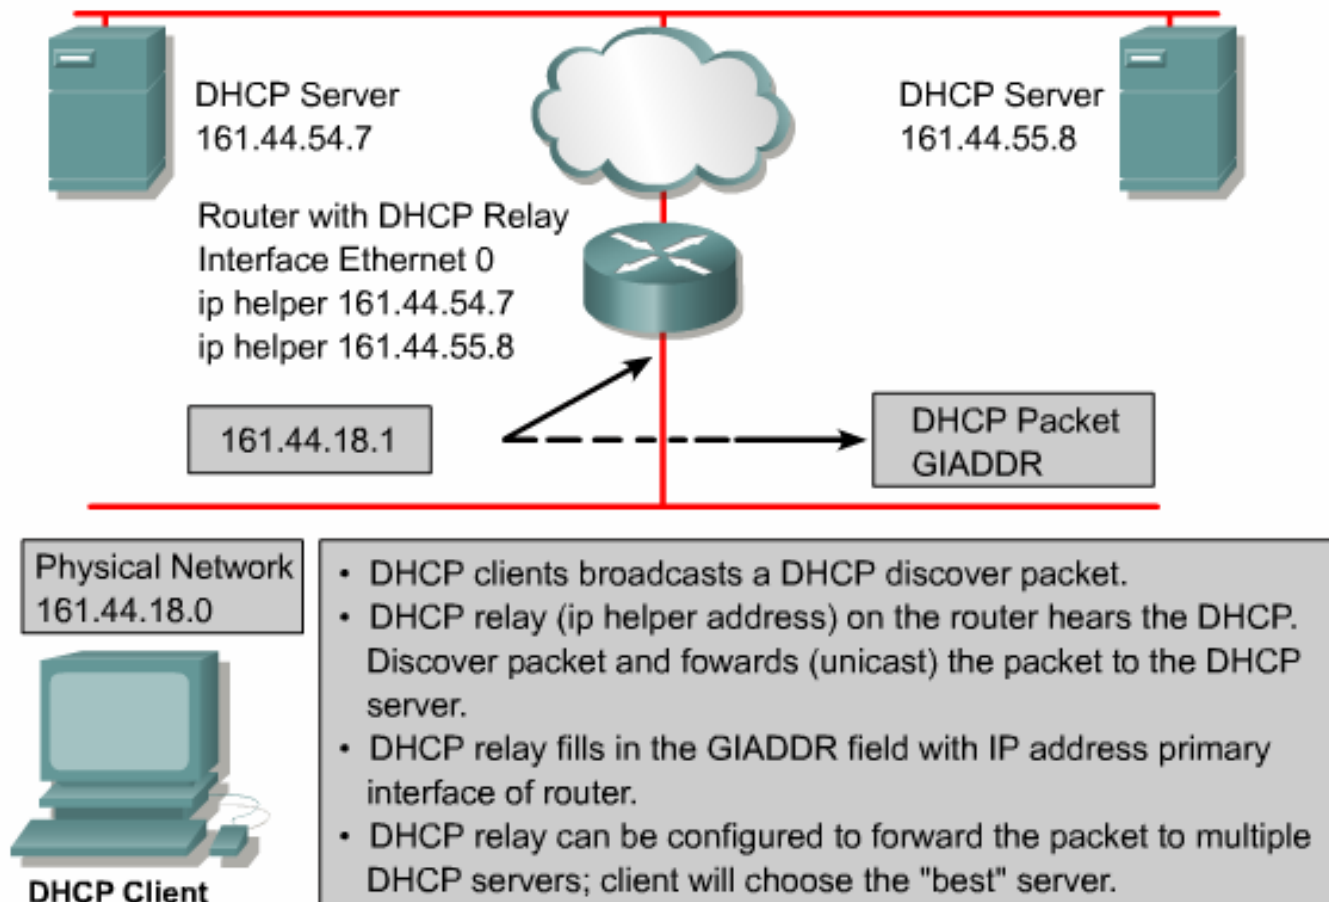 DHCP Server
161.44.54.7
DHCP Server
161.44.55.8
Router with DHCP Relay
Interface Ethernet 0
ip helper 161.44.54.7
ip helper 161.44.55.8
161.44.18.1
DHCP Packet
GIADDR
Physical Network
161.44.18.0
DHCP Client
• DHCP clients broadcasts a DHCP discover packet.
• DHCP relay (ip helper address) on the router hears the DHCP.
Discover packet and fowards (unicast) the packet to the DHCP
server.
• DHCP relay fills in the GIADDR field with IP address primary
interface of router.
• DHCP relay can be configured to forward the packet to multiple
DHCP servers; client will choose the "best" server.